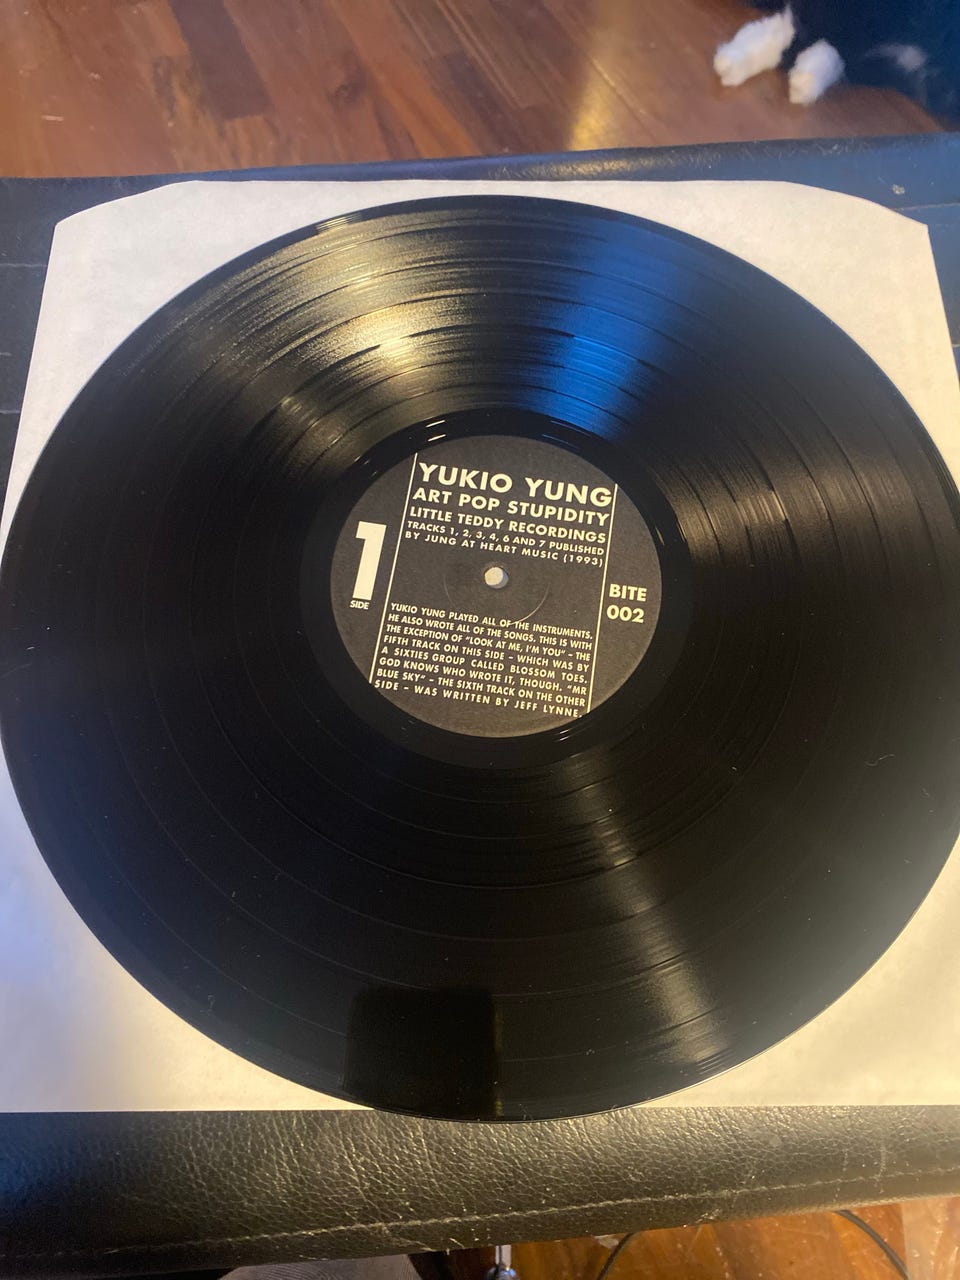 YUKIO YUNG
ART POP STUPIDITY
LITTLE TEDDY RECORDINGS
TRACKS 1, 2, 3, 4, 6 AND 7 PUBLISHED
BY JUNG AT HEART MUSIC (1993)
1
SIDE
BITE
002
YUKIO YUNG PLAYED ALL OF THE INSTRUMENTS.
HE ALSO WROTE ALL OF THE SONGS. THIS IS WITH
THE EXCEPTION OF "LOOK AT ME, I'M YOU" – THE
FIFTH TRACK ON THIS SIDE – WHICH WAS BY
A SIXTIES GROUP CALLED BLOSSOM TOES.
GOD KNOWS WHO WROTE IT, THOUGH. "MR
BLUE SKY" – THE SIXTH TRACK ON THE OTHER
SIDE – WAS WRITTEN BY JEFF LYNNE.